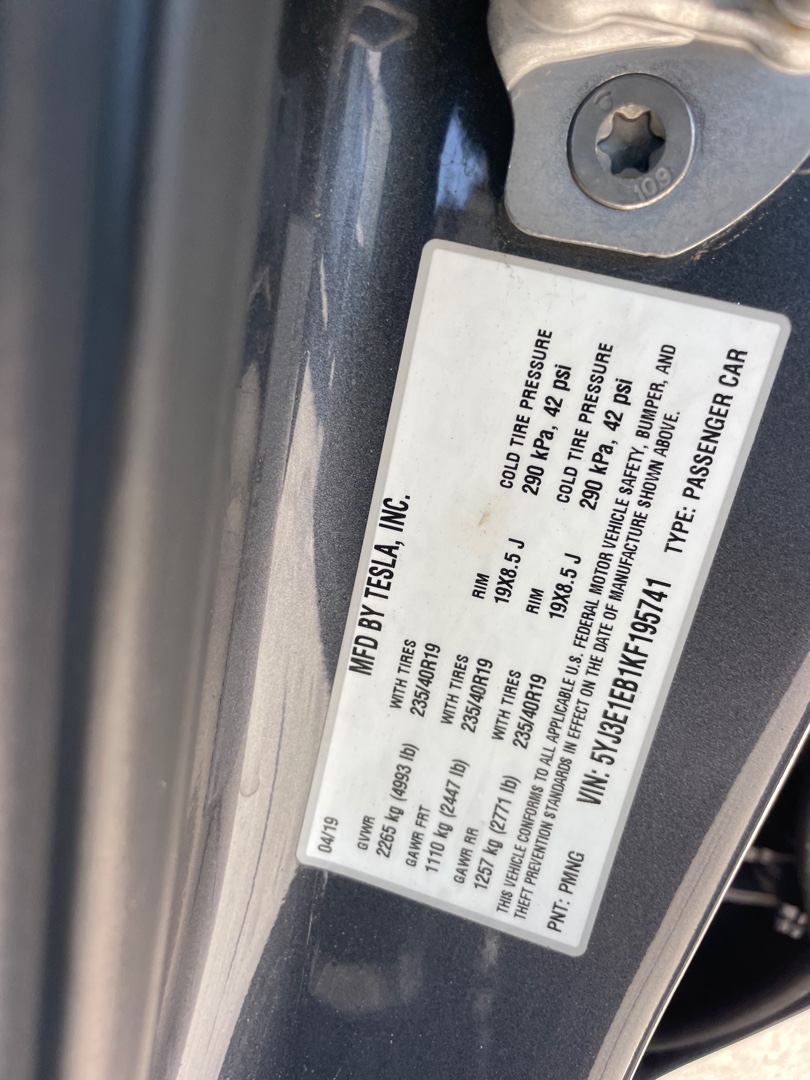 109
MFD BY TESLA, INC.
04/19
GVWR
2265 kg (4993 lb)
WITH TIRES
235/40R19
GAWR FRT
1110 kg (2447 lb)
WITH TIRES
235/40R19
RIM
19X8.5 J
COLD TIRE PRESSURE
290 kPa, 42 psi
GAWR RR
1257 kg (2771 lb)
WITH TIRES
235/40R19
RIM
19X8.5 J
COLD TIRE PRESSURE
290 kPa, 42 psi
THIS VEHICLE CONFORMS TO ALL APPLICABLE U.S. FEDERAL MOTOR VEHICLE SAFETY, BUMPER, AND
THEFT PREVENTION STANDARDS IN EFFECT ON THE DATE OF MANUFACTURE SHOWN ABOVE.
PNT: PMNG VIN: 5YJ3E1EB1KF195741 TYPE: PASSENGER CAR